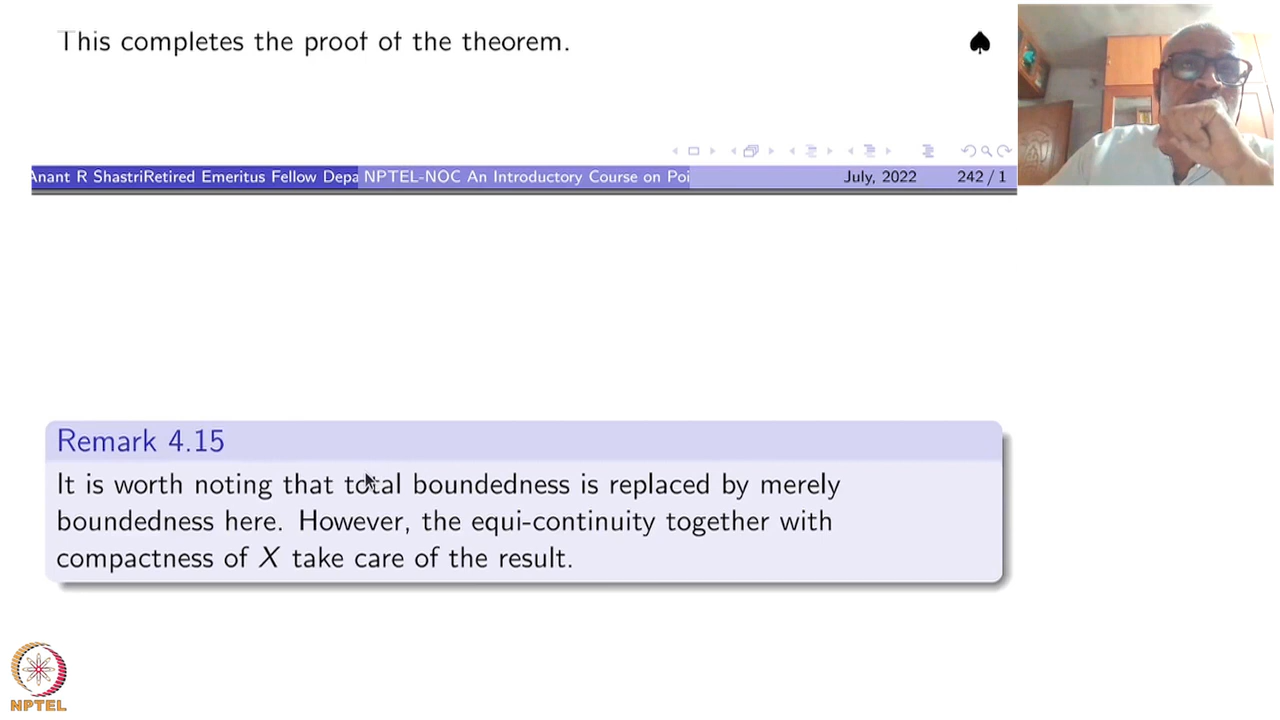 This completes the proof of the theorem.
Anant R ShastriRetired Emeritus Fellow Depa NPTEL-NOC An Introductory Course on Poi July, 2022 242 / 1
Remark 4.15
It is worth noting that total boundedness is replaced by merely
boundedness here. However, the equi-continuity together with
compactness of X take care of the result.
NPTEL